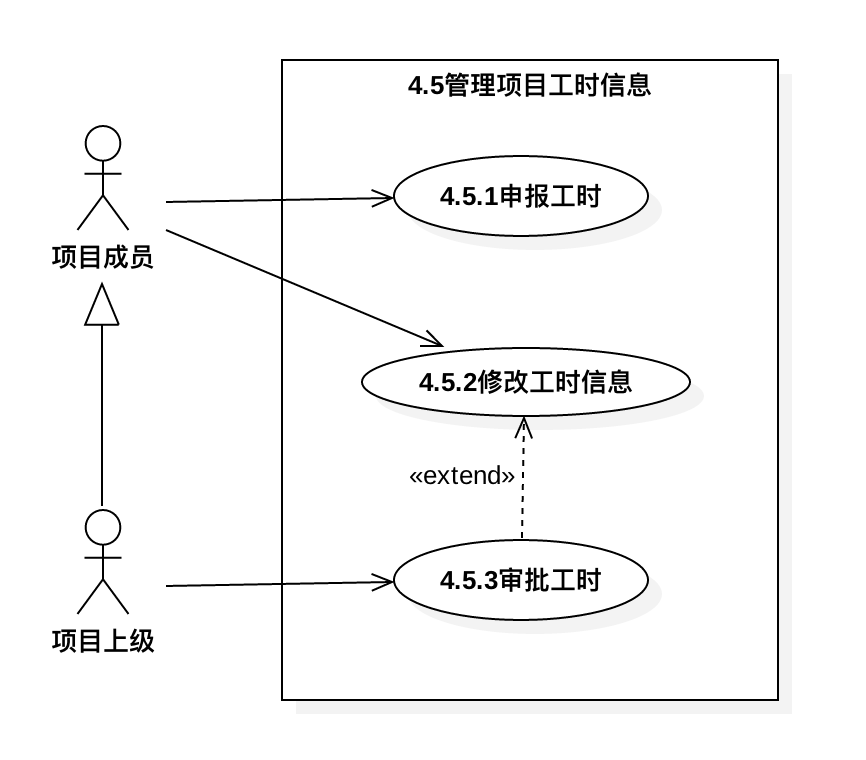 4.5管理项目工时信息
4.5.1申报工时
项目成员
4.5.2修改工时信息
«extend»
4.5.3审批工时
项目上级